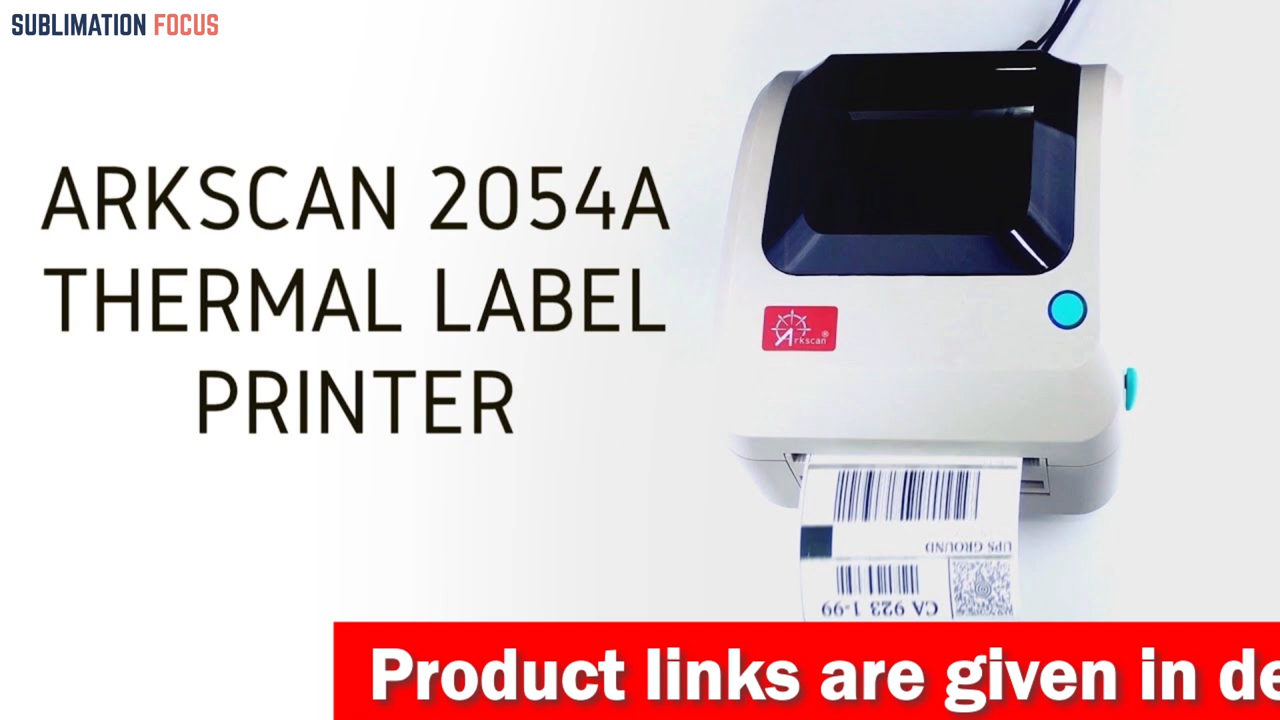 SUBLIMATION FOCUS
ARKSCAN 2054A
THERMAL LABEL
PRINTER
Arkscan®
UPS GROUND
CA 923 1-99
Product links are given in de